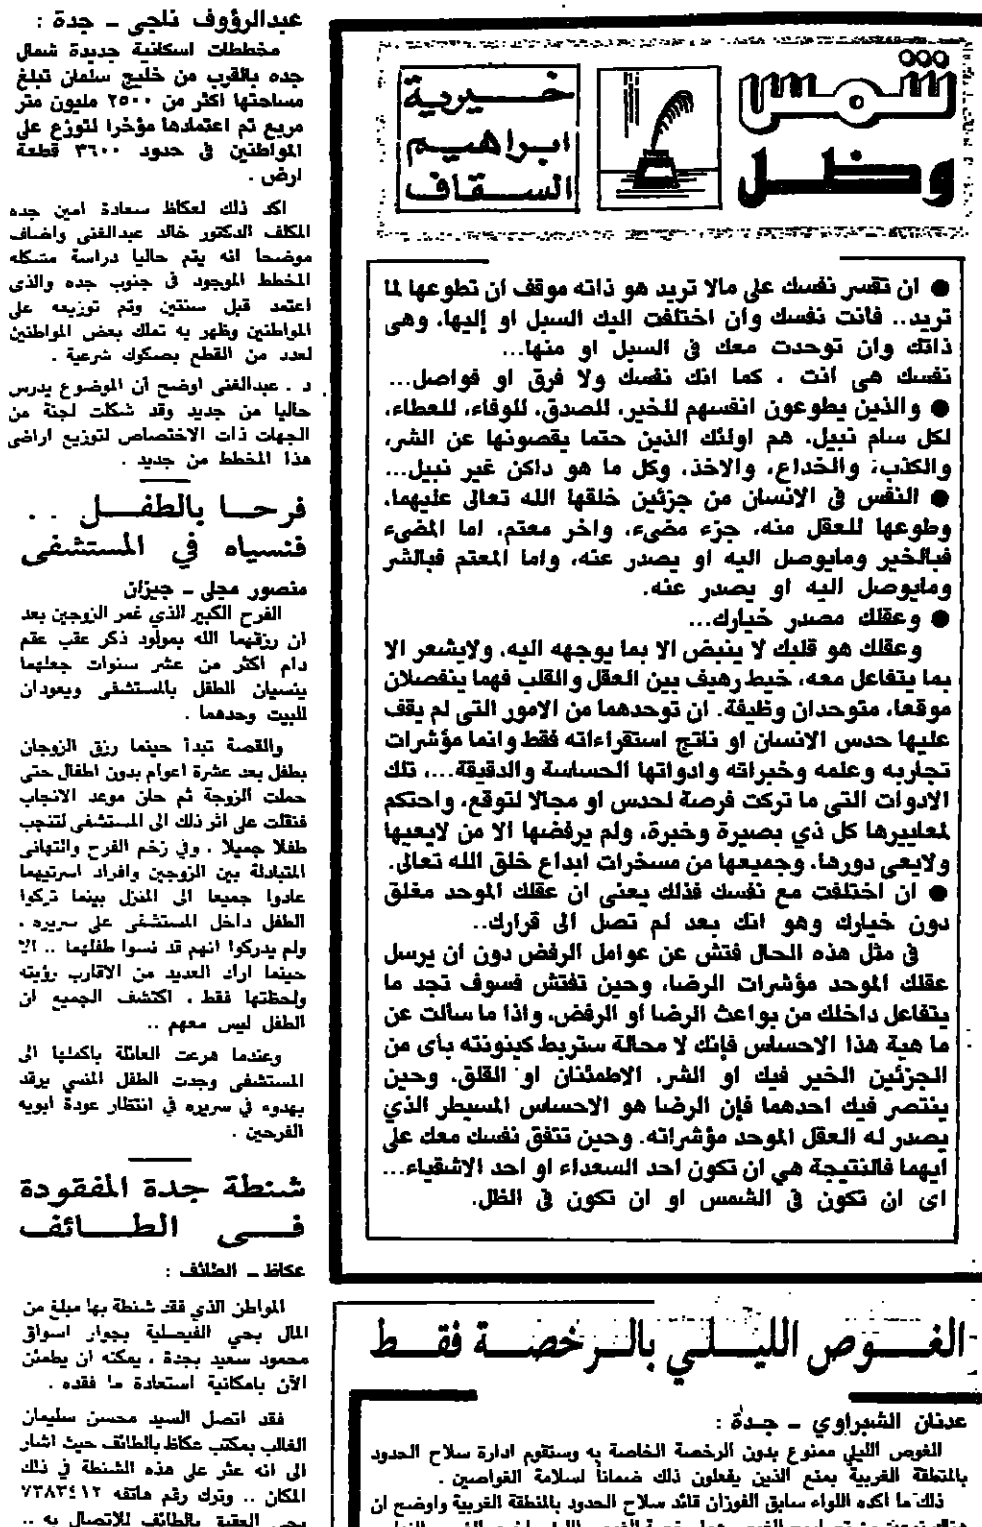 شمس
وظل
خيرية
ابراهيم
السقاف
● ان تقسر نفسك على مالا تريد هو ذاته موقف أن تطوعها لما
تريد.. فأنت نفسك وان اختلفت اليك السبل او إليها. وهى
ذاتك وان توحدت معك في السبل او منها...
نفسك هى أنت ، كما انك نفسك ولا فرق او فواصل...
● والذين يطوعون انفسهم للخير، للصدق، للوفاء، للعطاء،
لكل سام نبيل. هم اولئك الذين حتما يقصونها عن الشر،
والكذب، والخداع، والاخذ. وكل ما هو داكن غير نبيل...
● النفس في الانسان من جزئين خلقها الله تعالى عليهما.
وطوعها للعقل منه، جزء مضىء، واخر معتم، اما المضىء
فبالخير ومايوصل اليه او يصدر عنه، واما المعتم فبالشر
ومايوصل اليه او يصدر عنه.
● وعقلك مصدر خيارك...
وعقلك هو قلبك لا ينبض الا بما يوجهه اليه، ولايشعر الا
بما يتفاعل معه، خيط رهيف بين العقل والقلب فهما ينفصلان
موقعا، متوحدان وظيفة. ان توحدهما من الامور التى لم يقف
عليها حدس الانسان او ناتج استقراءاته فقط وانما مؤشرات
تجاربه وعلمه وخبراته وادواتها الحساسة والدقيقة...، تلك
الادوات التى ما تركت فرصة لحدس او مجالا لتوقع، واحتكم
لمعاييرها كل ذي بصيرة وخبرة، ولم يرفضها الا من لايعيها
ولايعى دورها، وجميعها من مسخرات ابداع خلق الله تعالى.
● ان اختلفت مع نفسك فذلك يعنى ان عقلك الموحد مغلق
دون خيارك وهو انك بعد لم تصل الى قرارك..
في مثل هذه الحال فتش عن عوامل الرفض دون ان يرسل
عقلك الموحد مؤشرات الرضا، وحين تفتش فسوف تجد ما
يتفاعل داخلك من بواعث الرضا أو الرفض، واذا ما سألت عن
ما هية هذا الاحساس فإنك لا محالة ستربط كينونته بأى من
الجزئين الخير فيك او الشر، الاطمئنان او القلق. وحين
ينتصر فيك احدهما فإن الرضا هو الاحساس المسيطر الذي
يصدر له العقل الموحد مؤشراته، وحين تتفق نفسك معك على
ايهما فالنتيجة هي ان تكون احد السعداء او احد الاشقياء...
اى ان تكون في الشمس او ان تكون في الظل.
الغوص الليلي بالرخصة فقط
عدنان الشبراوي - جدة :
الغوص الليلي ممنوع بدون الرخصة الخاصة به وستقوم ادارة سلاح الحدود
بالمنطقة الغربية بمنع الذين يفعلون ذلك ضماناً لسلامة الغواصين .
ذلك ما اكده اللواء سابق الفوزان قائد سلاح الحدود بالمنطقة الغربية واوضح ان
عبدالرؤوف ناجي - جدة :
مخططات اسكانية جديدة شمال
جده بالقرب من خليج سلمان تبلغ
مساحتها اكثر من ٢٥٠٠ مليون متر
مربع تم اعتمادها مؤخرا لتوزع على
المواطنين في حدود ٣٦٠٠ قطعة
ارض .
اكد ذلك لعكاظ سعادة امين جده
المكلف الدكتور خالد عبدالغنى واضاف
موضحا انه يتم حاليا دراسة مشكلة
المخطط الموجود في جنوب جده والذى
اعتمد قبل سنتين وتم توزيعه على
المواطنين وظهر به تملك بعض المواطنين
لعدد من القطع بصكوك شرعية .
د . عبدالغنى اوضح أن الموضوع يدرس
حاليا من جديد وقد شكلت لجنة من
الجهات ذات الاختصاص لتوزيع اراضى
هذا المخطط من جديد .
فرحا بالطفل ..
فنسياه في المستشفى
منصور مجلي - جيزان
الفرح الكبير الذي غمر الزوجين بعد
ان رزقهما الله بمولود ذكر عقب عقم
دام اكثر من عشر سنوات جعلهما
ينسيان الطفل بالمستشفى ويعودان
للبيت وحدهما .
والقصة تبدأ حينما رزق الزوجان
بطفل بعد عشرة اعوام بدون اطفال حتى
حملت الزوجة ثم حان موعد الانجاب
فنقلت على اثر ذلك الى المستشفى لتنجب
طفلا جميلا . وفي زخم الفرح والتهانى
المتبادلة بين الزوجين وافراد اسرتيهما
عادوا جميعا الى المنزل بينما تركوا
الطفل داخل المستشفى على سريره .
ولم يدركوا انهم قد نسوا طفلهما .. الا
حينما اراد العديد من الاقارب رؤيته
ولحظتها فقط . اكتشف الجميع ان
الطفل ليس معهم ..
وعندما هرعت العائلة باكملها الى
المستشفى وجدت الطفل المنسي يرقد
بهدوء في سريره في انتظار عودة ابويه
الفرحين .
شنطة جدة المفقودة
في الطائف
عكاظ - الطائف :
المواطن الذي فقد شنطة بها مبلغ من
المال بحي الفيصلية بجوار اسواق
محمود سعيد بجدة ، يمكنه ان يطمئن
الآن بامكانية استعادة ما فقده .
فقد اتصل السيد محسن سليمان
الغالب بمكتب عكاظ بالطائف حيث اشار
الى انه عثر على هذه الشنطة في ذلك
المكان .. وترك رقم هاتفه ٧٣٨٣٤١٢
بحي العقيق بالطائف للاتصال به ..